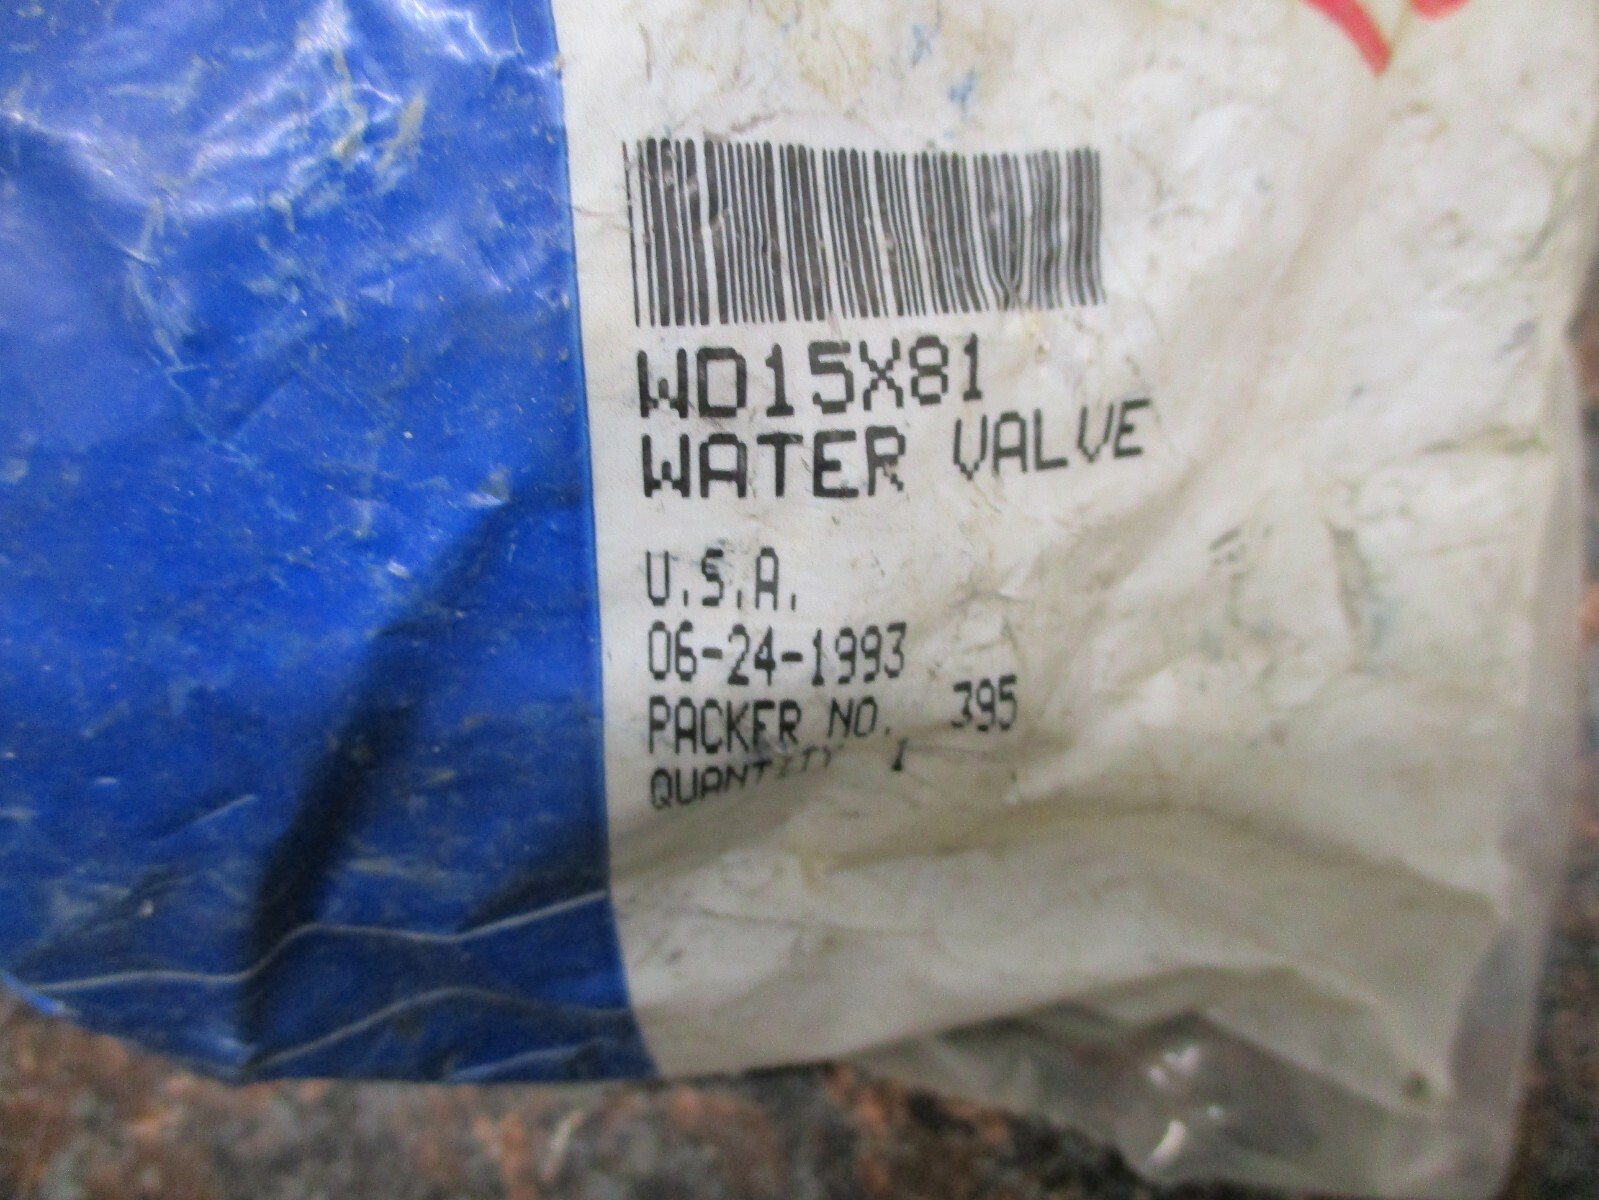 WD15X81
WATER VALVE
U.S.A.
06-24-1993
PACKER NO. 395
QUANTITY 1